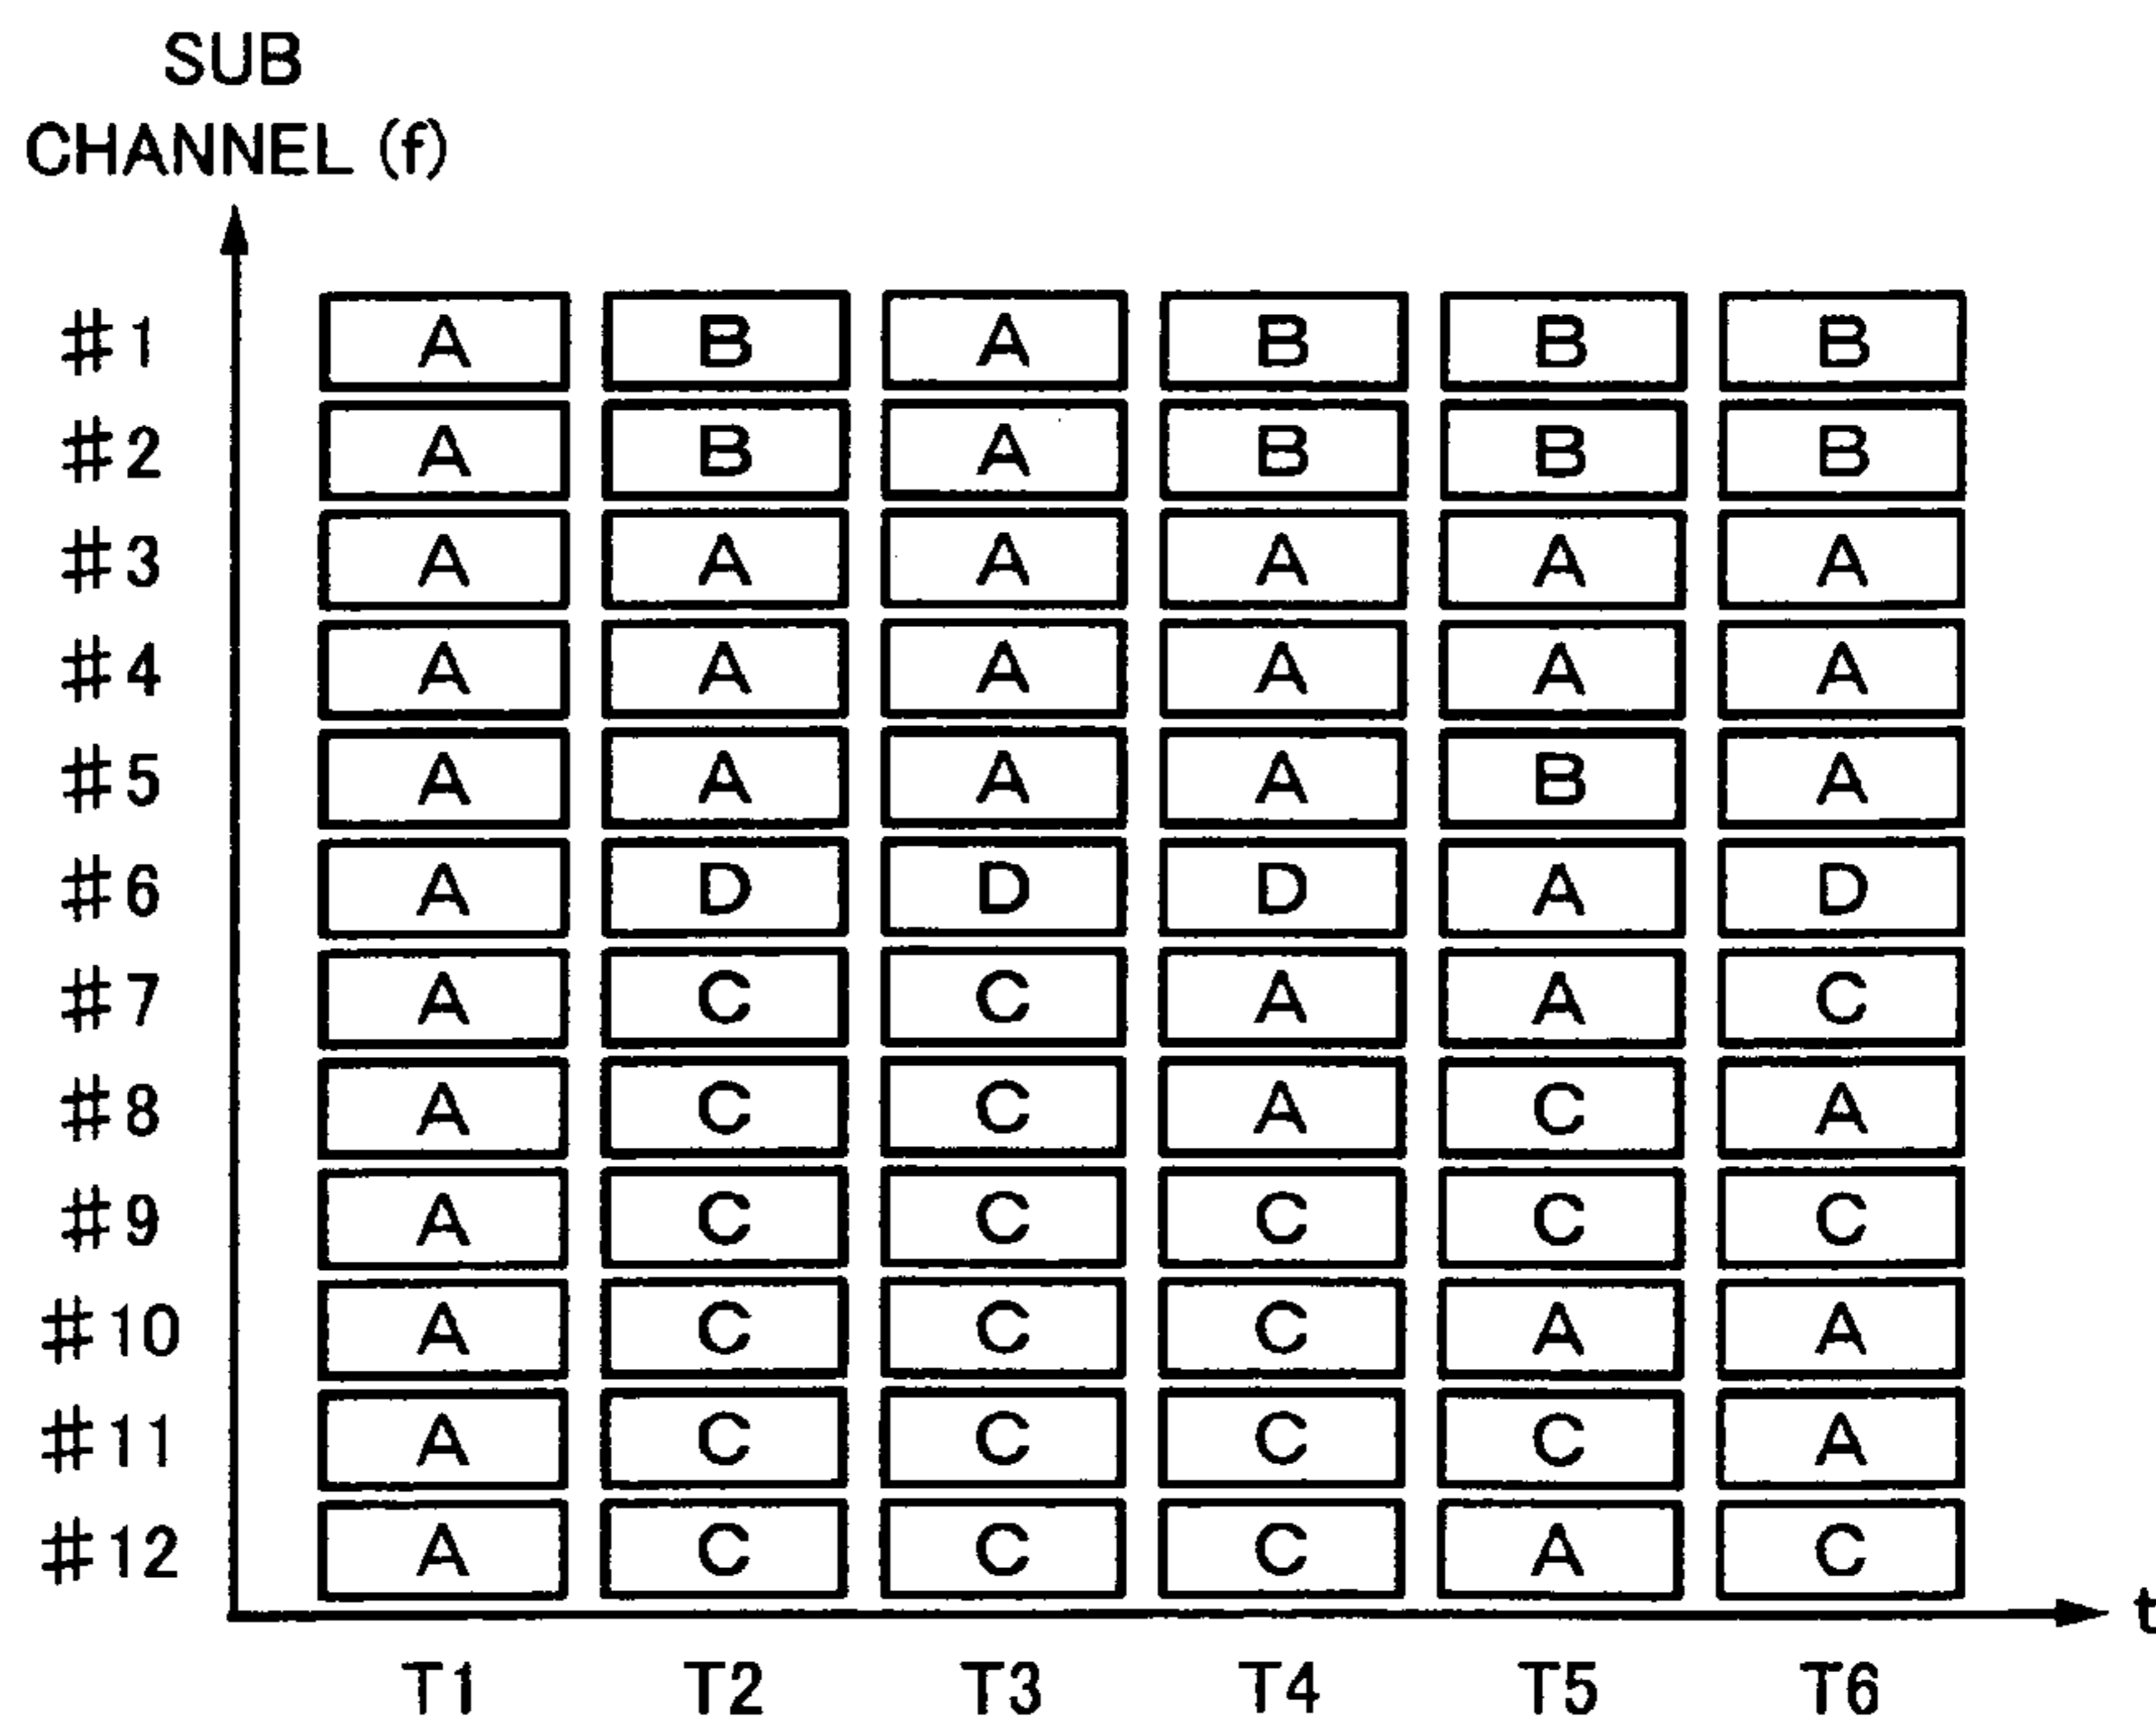 SUB
CHANNEL (f)
#1 A B A B B B
#2 A B A B B B
#3 A A A A A A
#4 A A A A A A
#5 A A A A B A
#6 A D D D A D
#7 A C C A A C
#8 A C C A C A
#9 A C C C C C
#10 A C C C A A
#11 A C C C C A
#12 A C C C A C
t
T1 T2 T3 T4 T5 T6